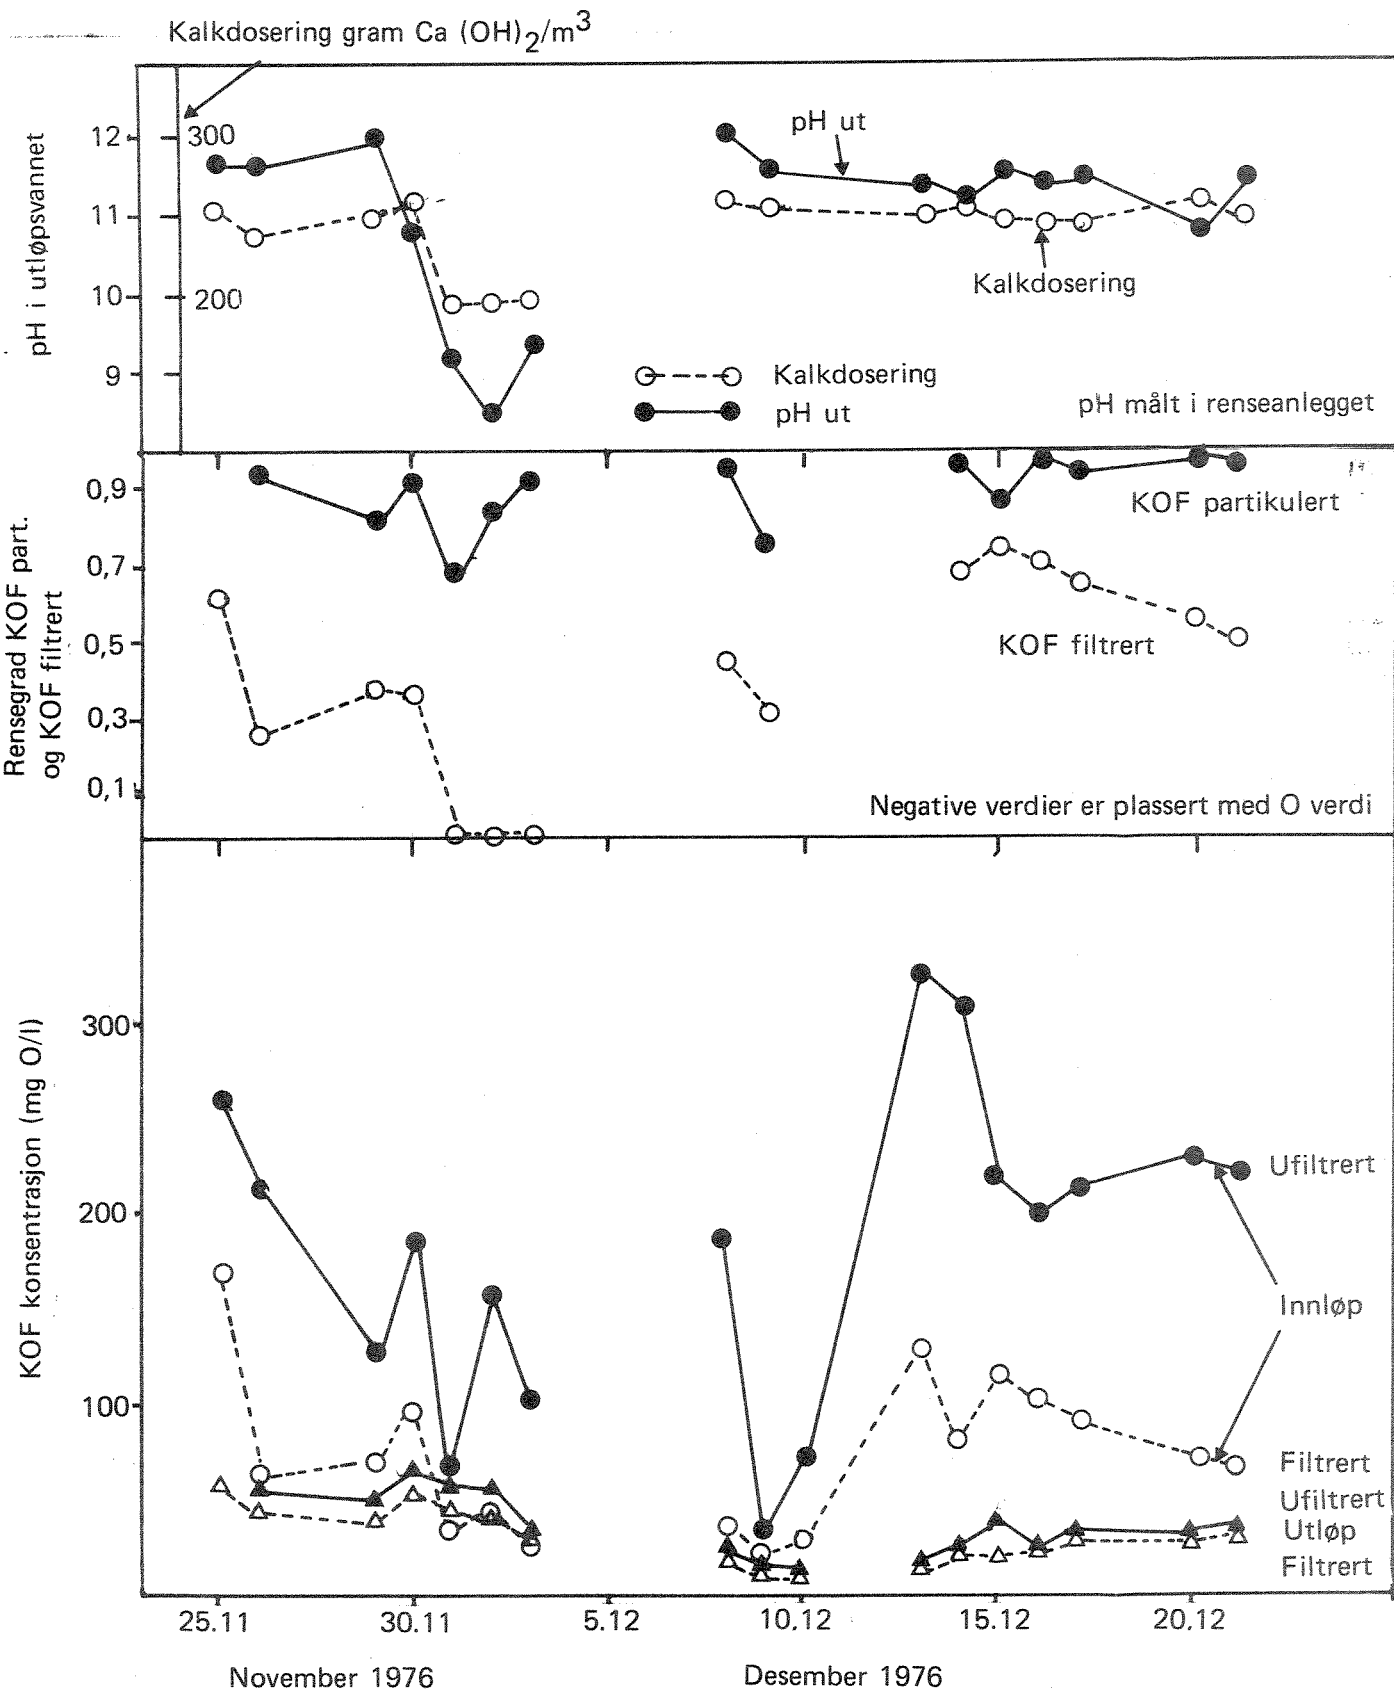 Kalkdosering gram Ca (OH)2/m3
pH i utløpsvannet
12
11
10
9
300
200
pH ut
Kalkdosering
Kalkdosering
pH ut
pH målt i renseanlegget
Rensegrad KOF part.
og KOF filtrert
0,9
0,7
0,5
0,3
0,1
KOF partikulert
KOF filtrert
Negative verdier er plassert med O verdi
KOF konsentrasjon (mg O/l)
300
200
100
Ufiltrert
Innløp
Filtrert
Ufiltrert
Utløp
Filtrert
25.11 30.11 5.12 10.12 15.12 20.12
November 1976 Desember 1976